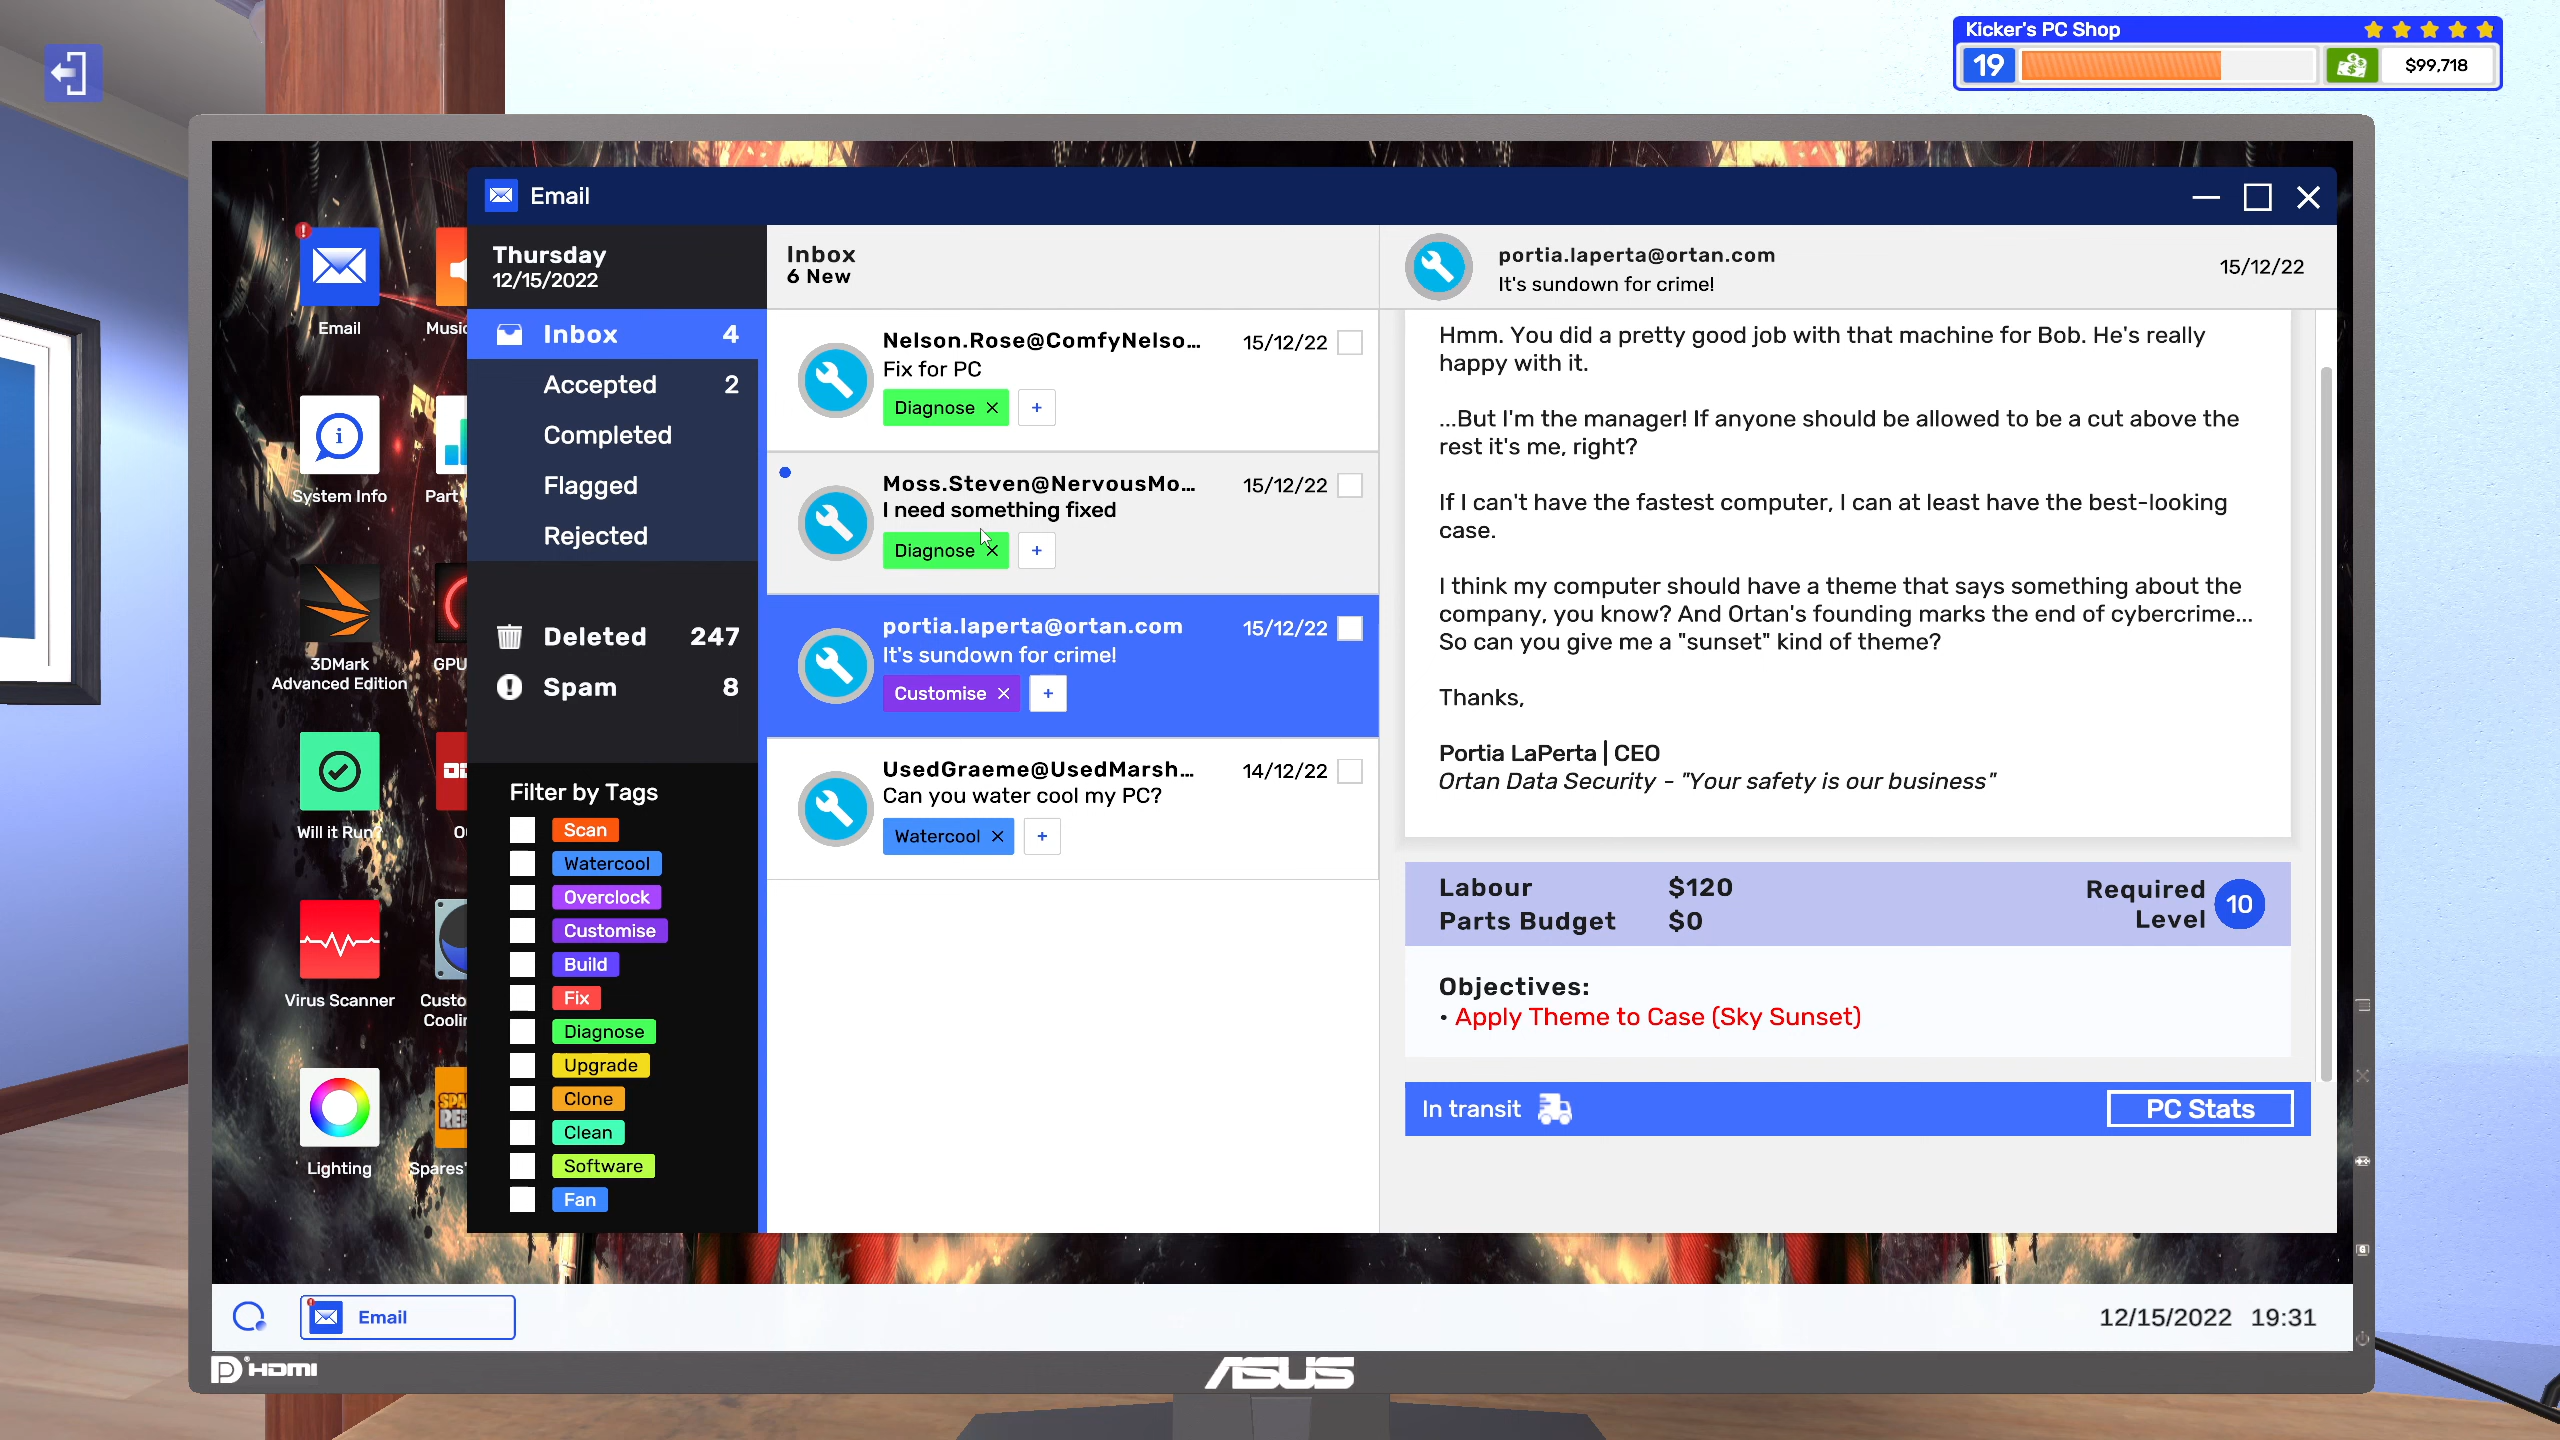 Kicker's PC Shop
19
$99,718
Email
Thursday
12/15/2022
Inbox 4
Accepted 2
Completed
Flagged
Rejected
Deleted 247
Spam 8
Filter by Tags
Scan
Watercool
Overclock
Customise
Build
Fix
Diagnose
Upgrade
Clone
Clean
Software
Fan
Email
Music
System Info
Part
3DMark
Advanced Edition
GPU
Will it Run?
Virus Scanner
Custo
Coolin
Lighting
Spares'
Inbox
6 New
Nelson.Rose@ComfyNelso... 15/12/22
Fix for PC
Diagnose × +
Moss.Steven@NervousMo... 15/12/22
I need something fixed
Diagnose × +
portia.laperta@ortan.com 15/12/22
It's sundown for crime!
Customise × +
UsedGraeme@UsedMarsh... 14/12/22
Can you water cool my PC?
Watercool × +
portia.laperta@ortan.com
It's sundown for crime!
15/12/22
Hmm. You did a pretty good job with that machine for Bob. He's really
happy with it.
...But I'm the manager! If anyone should be allowed to be a cut above the
rest it's me, right?
If I can't have the fastest computer, I can at least have the best-looking
case.
I think my computer should have a theme that says something about the
company, you know? And Ortan's founding marks the end of cybercrime...
So can you give me a "sunset" kind of theme?
Thanks,
Portia LaPerta | CEO
Ortan Data Security - "Your safety is our business"
Labour $120
Parts Budget $0
Required
Level 10
Objectives:
• Apply Theme to Case (Sky Sunset)
In transit
PC Stats
Email
12/15/2022 19:31
HDMI
ASUS